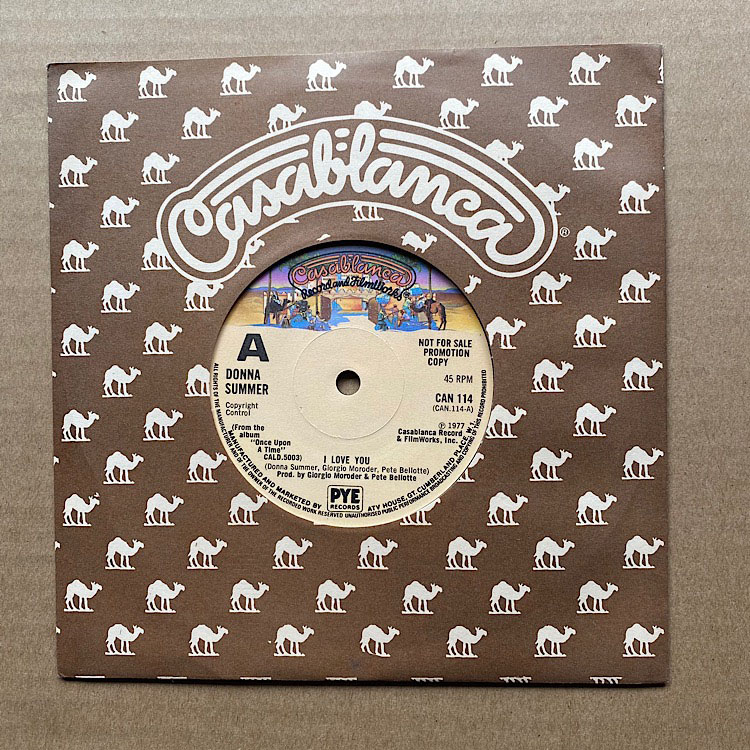 Casablanca
®
Casablanca
Record and FilmWorks
A
DONNA
SUMMER
Copyright
Control
(From the
album
"Once Upon
A Time"
CALD.5003)
NOT FOR SALE
PROMOTION
COPY
45 RPM
CAN 114
(CAN.114-A)
℗ 1977
Casablanca Record
& FilmWorks, Inc.
I LOVE YOU
(Donna Summer, Giorgio Moroder, Pete Bellotte)
Prod. by Giorgio Moroder & Pete Bellotte
PYE
RECORDS
MANUFACTURED AND MARKETED BY
ATV HOUSE, GT. CUMBERLAND PLACE, W.1.
ALL RIGHTS OF THE MANUFACTURER AND OF THE OWNER OF THE RECORDED WORK RESERVED UNAUTHORISED PUBLIC PERFORMANCE BROADCASTING AND COPYING OF THIS RECORD PROHIBITED